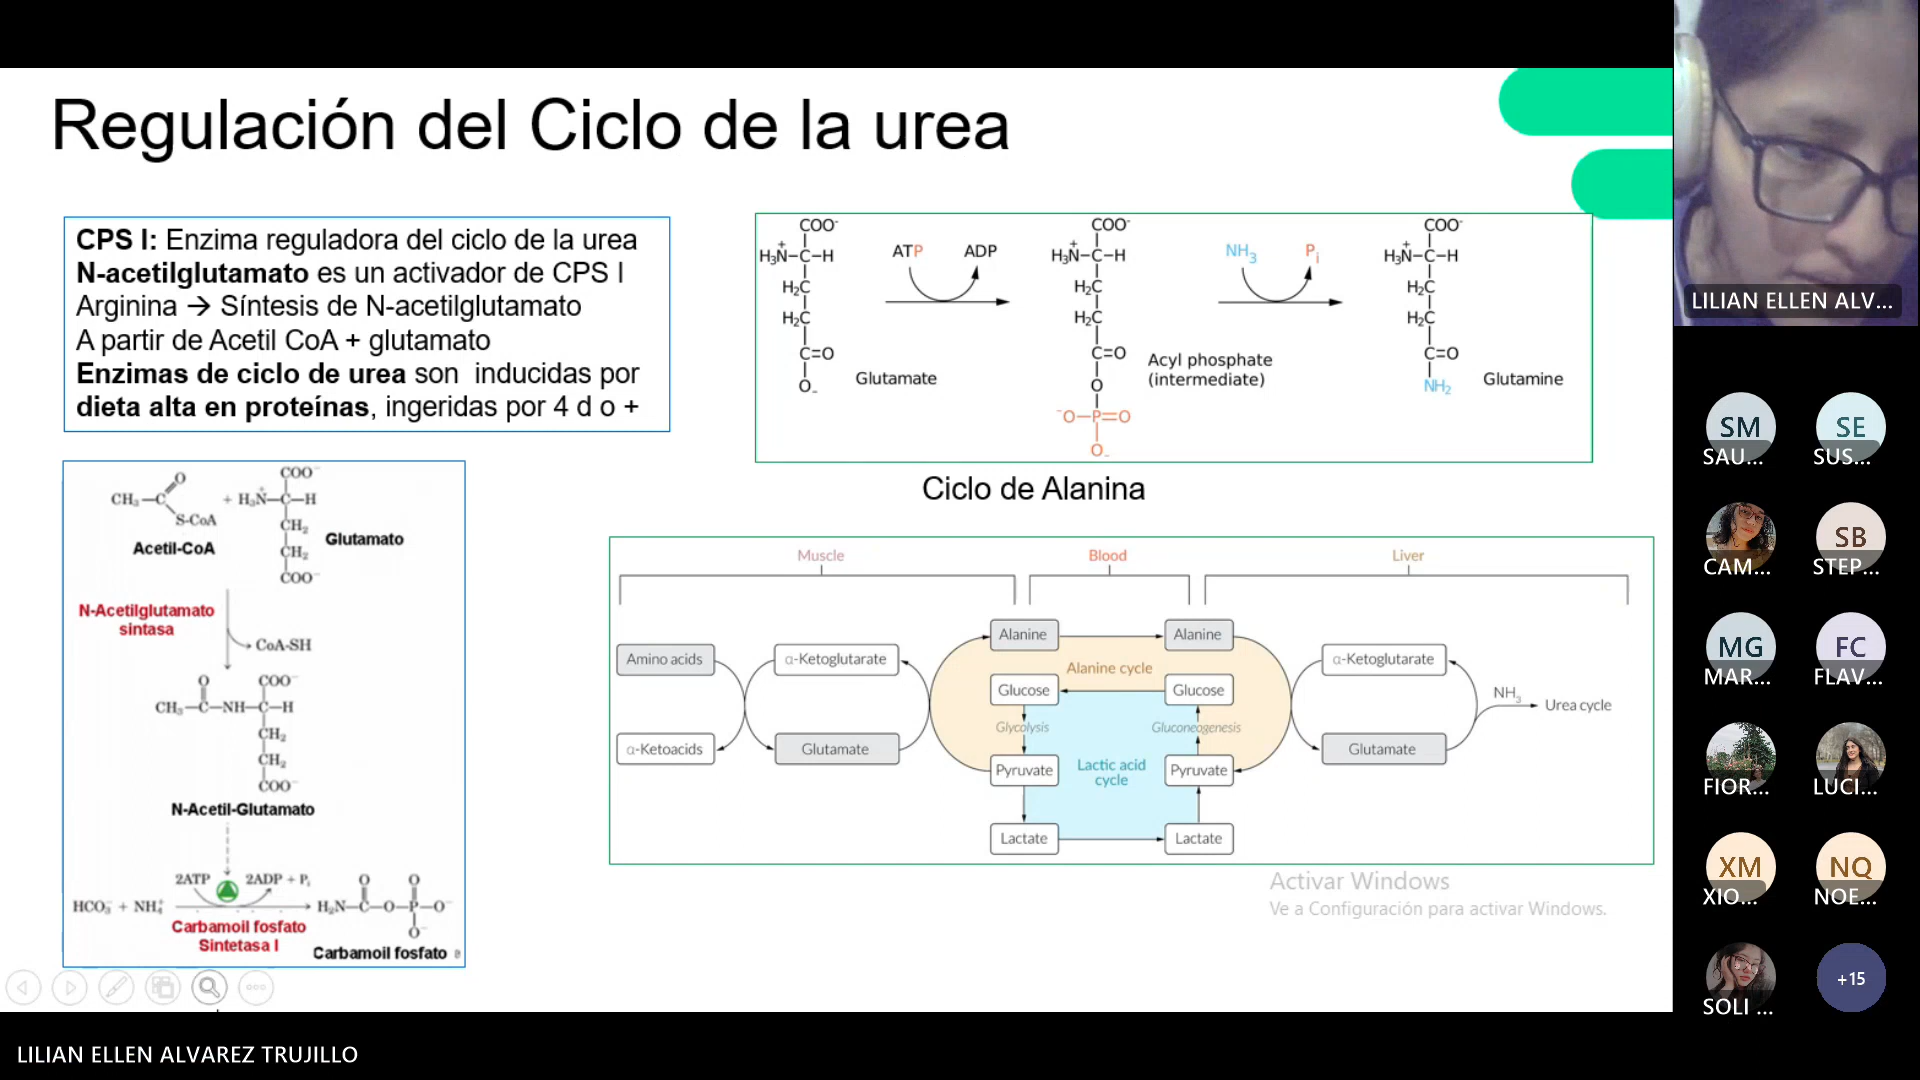 Regulación del Ciclo de la urea
CPS I: Enzima reguladora del ciclo de la urea
N-acetilglutamato es un activador de CPS I
Arginina → Síntesis de N-acetilglutamato
A partir de Acetil CoA + glutamato
Enzimas de ciclo de urea son inducidas por
dieta alta en proteínas, ingeridas por 4 d o +
COO-
H₃N+–C–H
H₂C
H₂C
C=O
O-
Glutamate
ATP
ADP
COO-
H₃N+–C–H
H₂C
H₂C
C=O
O
-O–P=O
O-
Acyl phosphate
(intermediate)
NH₃
Pi
COO-
H₃N+–C–H
H₂C
H₂C
C=O
NH₂
Glutamine
Ciclo de Alanina
O
CH₃–C
S-CoA
Acetil-CoA
+
COO-
H₃N+–C–H
CH₂
CH₂
COO-
Glutamato
N-Acetilglutamato
sintasa
CoA-SH
O
COO-
CH₃–C–NH–C–H
CH₂
CH₂
COO-
N-Acetil-Glutamato
2ATP
2ADP + Pi
O
O
HCO₃- + NH₄+
H₂N–C–O–P–O-
O-
Carbamoil fosfato
Sintetasa I
Carbamoil fosfato
Muscle
Blood
Liver
Amino acids
α-Ketoglutarate
α-Ketoacids
Glutamate
Alanine
Alanine
Alanine cycle
Glucose
Glucose
Glycolysis
Gluconeogenesis
Pyruvate
Pyruvate
Lactic acid
cycle
Lactate
Lactate
α-Ketoglutarate
Glutamate
NH₃
Urea cycle
Activar Windows
Ve a Configuración para activar Windows.
LILIAN ELLEN ALV...
SM
SAU...
SE
SUS...
CAM...
SB
STEP...
MG
MAR...
FC
FLAV...
FIOR...
LUCI...
XM
XIO...
NQ
NOE...
SOLI ...
+15
LILIAN ELLEN ALVAREZ TRUJILLO